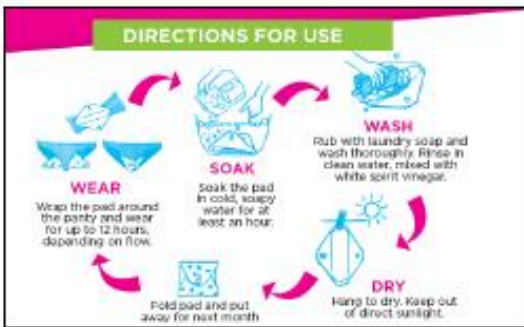 DIRECTIONS FOR USE
WEAR
Wrap the pad around
the panty and wear
for up to 12 hours,
depending on flow.
SOAK
Soak the pad
in cold, soapy
water for at
least an hour.
WASH
Rub with laundry soap and
wash thoroughly. Rinse in
clean water, mixed with
white spirit vinegar.
DRY
Hang to dry. Keep out
of direct sunlight.
Fold pad and put
away for next month